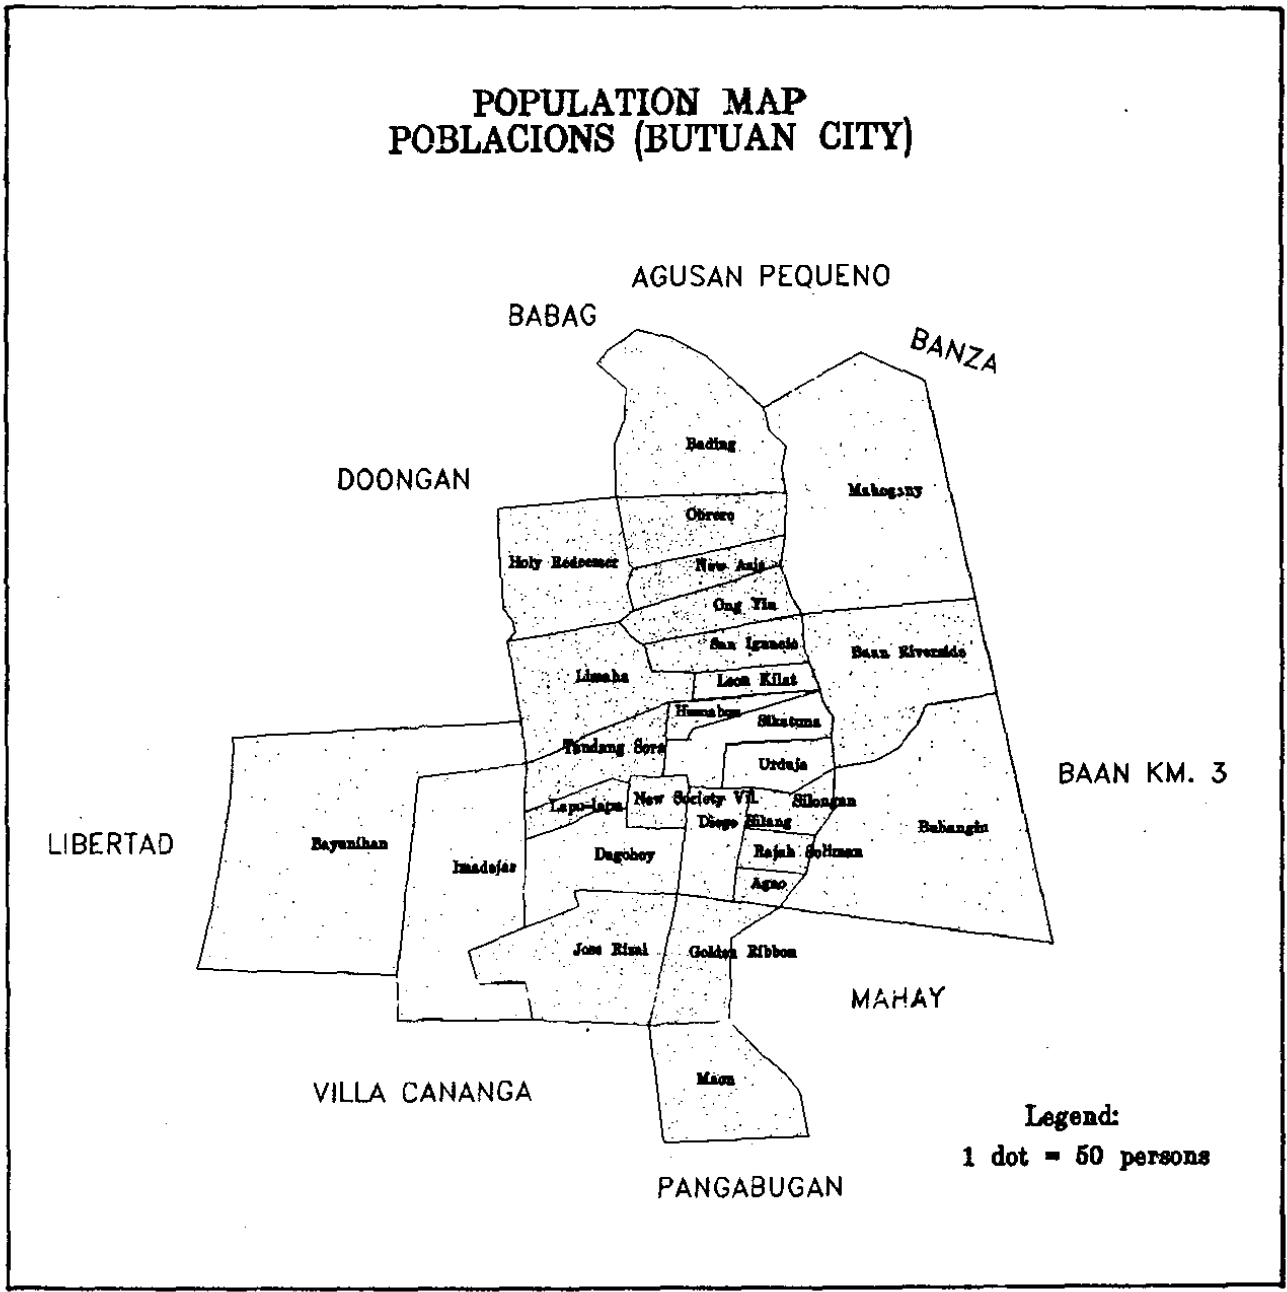 POPULATION MAP
POBLACIONS (BUTUAN CITY)
AGUSAN PEQUENO
BABAG
BANZA
Bading
DOONGAN
Mahogany
Obrero
Holy Redeemer
New Asia
Ong Yiu
San Ignacio
Baan Riverside
Limaha
Leon Kilat
Humabon
Sikatuna
Tandang Sora
Urduja
BAAN KM. 3
New Society Vil.
Silongan
Lapu-lapu
Diego Silang
Bubangin
LIBERTAD
Bayanihan
Dagohoy
Rajah Soliman
Imadejas
Agao
Jose Rizal
Golden Ribbon
MAHAY
Maon
VILLA CANANGA
Legend:
1 dot = 50 persons
PANGABUGAN